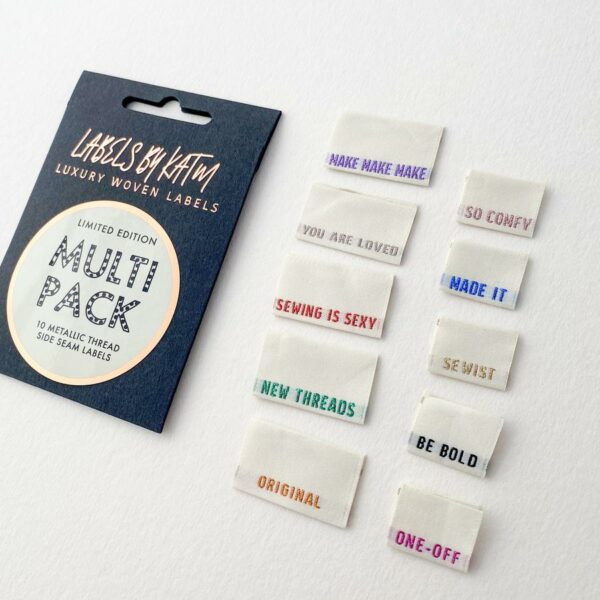 LABELS BY KATM
LUXURY WOVEN LABELS
LIMITED EDITION
MULTI
PACK
10 METALLIC THREAD
SIDE SEAM LABELS
MAKE MAKE MAKE
YOU ARE LOVED
SEWING IS SEXY
NEW THREADS
ORIGINAL
SO COMFY
MADE IT
SEWIST
BE BOLD
ONE-OFF